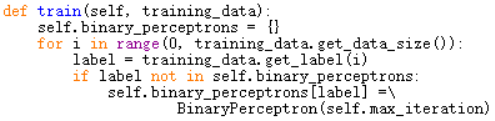 def train(self, training_data):
    self.binary_perceptrons = {}
    for i in range(0, training_data.get_data_size()):
        label = training_data.get_label(i)
        if label not in self.binary_perceptrons:
            self.binary_perceptrons[label] =\
                    BinaryPerceptron(self.max_iteration)